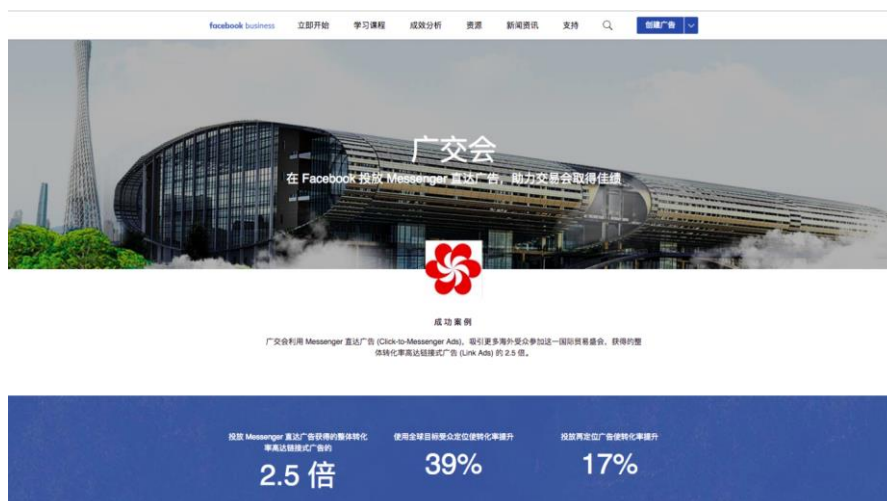 facebook business 立即开始 学习课程 成效分析 资源 新闻资讯 支持 创建广告
广交会
在 Facebook 投放 Messenger 直达广告，助力交易会取得佳绩
成功案例
广交会利用 Messenger 直达广告 (Click-to-Messenger Ads)，吸引更多海外受众参加这一国际贸易盛会，获得的整
体转化率高达链接式广告 (Link Ads) 的 2.5 倍。
投放 Messenger 直达广告获得的整体转化
率高达链接式广告的
2.5 倍
使用全球目标受众定位使转化率提升
39%
投放再定位广告使转化率提升
17%